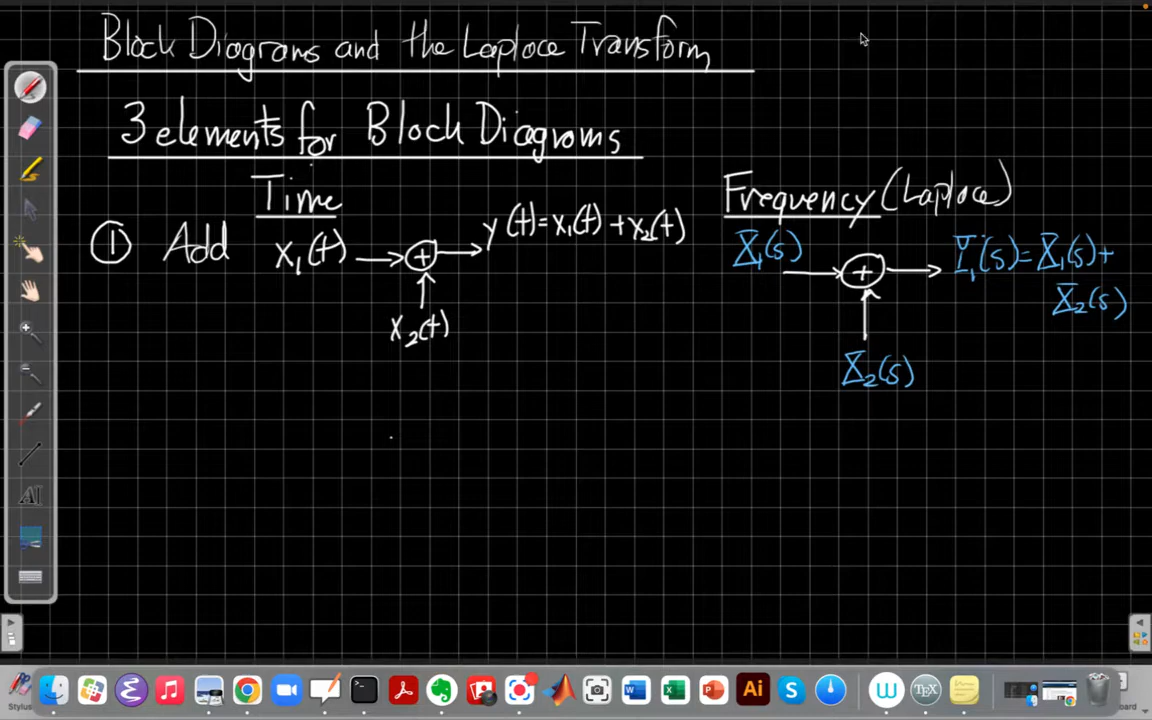 Block Diagrams and the Laplace Transform
3 elements for Block Diagrams
Time
Frequency (Laplace)
① Add x₁(t) + y(t) = x₁(t) + x₂(t)
x₂(t)
X₁(s) + Y₁(s) = X₁(s) +
X₂(s)
X₂(s)